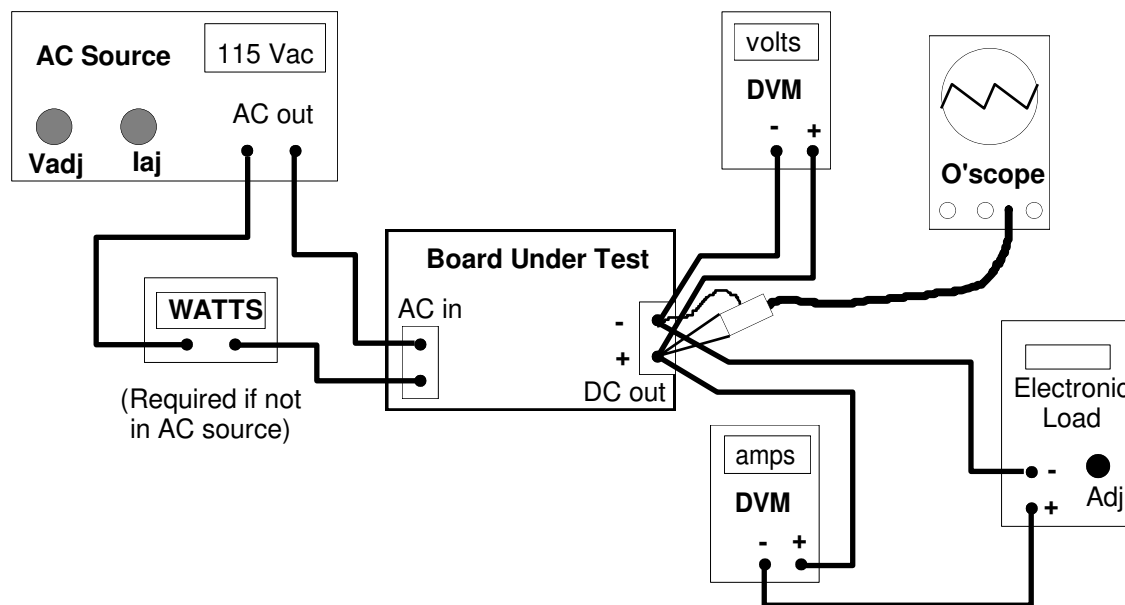 AC Source
115 Vac
AC out
Vadj
Iaj
WATTS
(Required if not
in AC source)
Board Under Test
AC in
-
+
DC out
volts
DVM
- +
O'scope
amps
DVM
- +
Electronic
Load
-
Adj
+